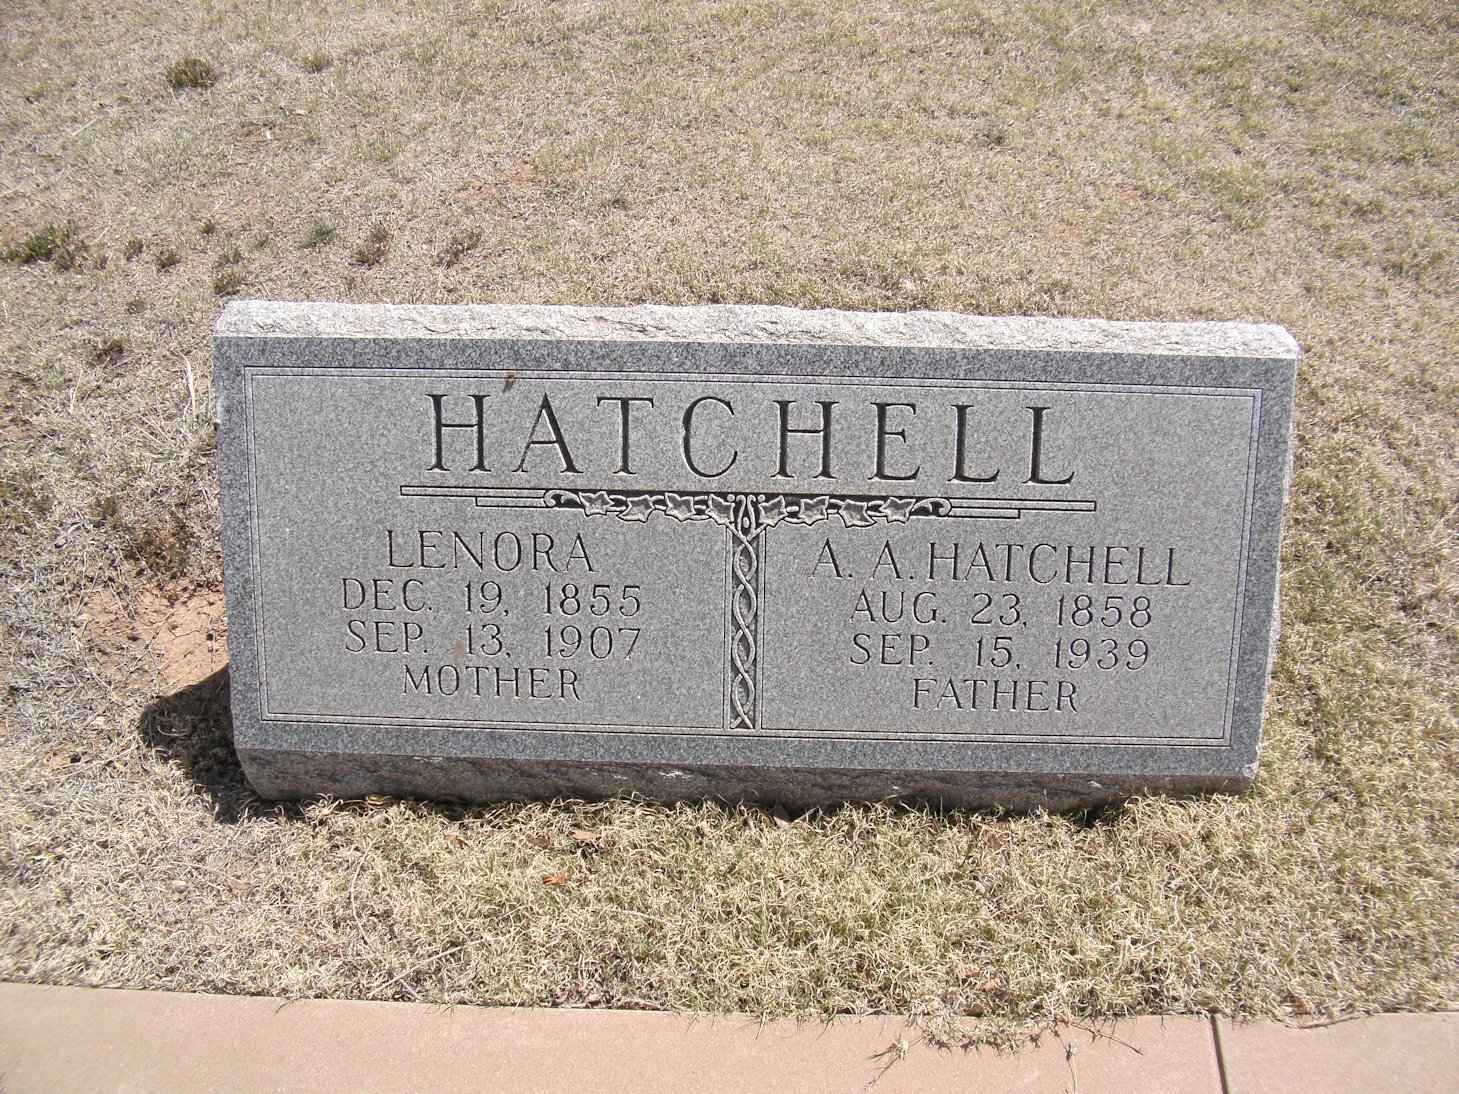 HATCHELL
LENORA
DEC. 19, 1855
SEP. 13, 1907
MOTHER
A. A. HATCHELL
AUG. 23, 1858
SEP. 15, 1939
FATHER